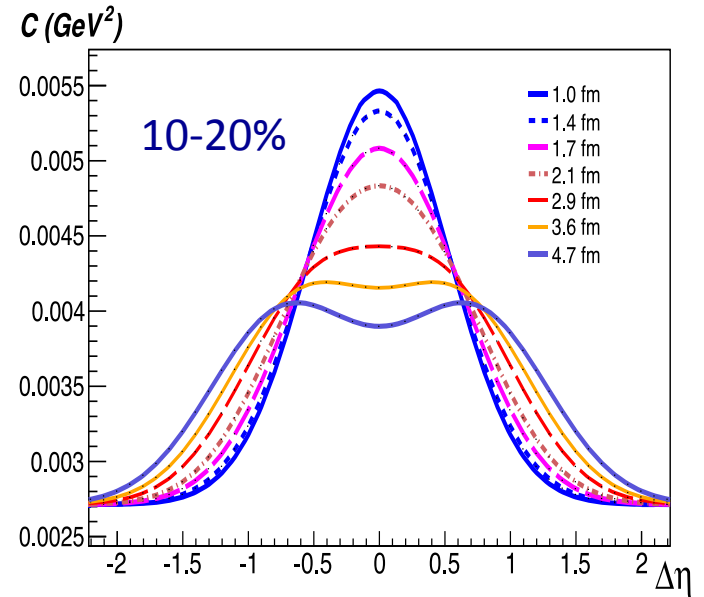 C (GeV²)
0.0055
0.005
0.0045
0.004
0.0035
0.003
0.0025
10-20%
1.0 fm
1.4 fm
1.7 fm
2.1 fm
2.9 fm
3.6 fm
4.7 fm
-2 -1.5 -1 -0.5 0 0.5 1 1.5 2
Δη